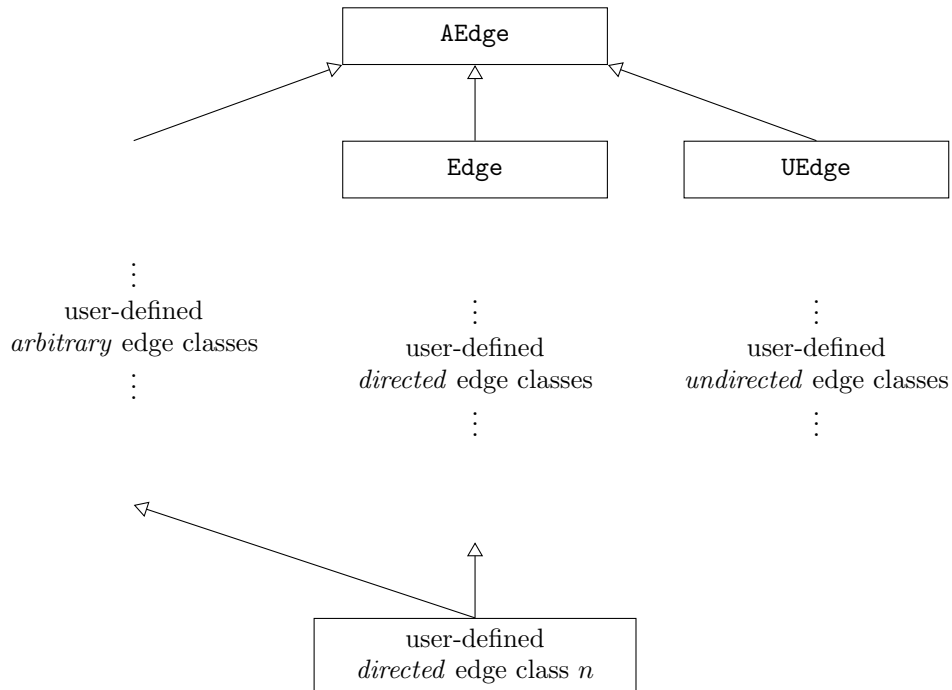 AEdge
Edge
UEdge
user-defined
arbitrary edge classes
user-defined
directed edge classes
user-defined
undirected edge classes
user-defined
directed edge class n